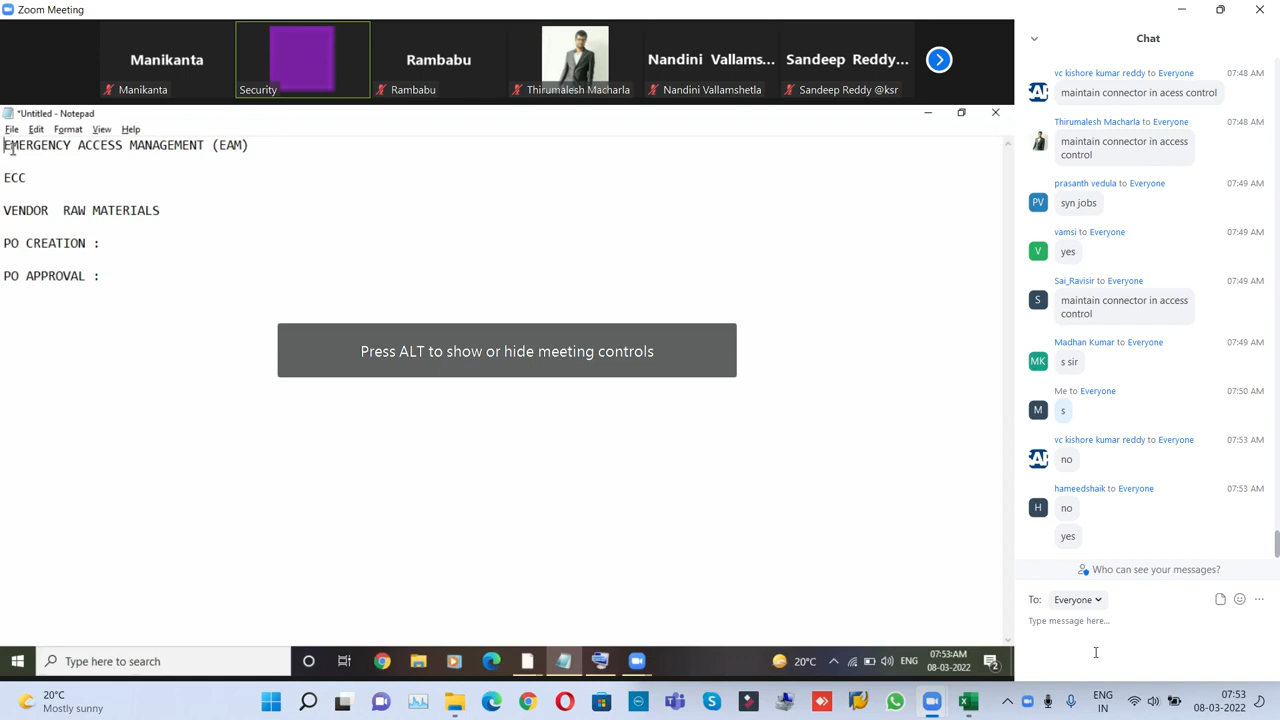 Zoom Meeting
Manikanta
Rambabu
Nandini Vallams...
Sandeep Reddy...
Manikanta
Security
Rambabu
Thirumalesh Macharla
Nandini Vallamshetla
Sandeep Reddy @ksr
*Untitled - Notepad
File Edit Format View Help
EMERGENCY ACCESS MANAGEMENT (EAM)
ECC
VENDOR RAW MATERIALS
PO CREATION :
PO APPROVAL :
Press ALT to show or hide meeting controls
Type here to search
20°C
ENG
07:53 AM
08-03-2022
2
Chat
vc kishore kumar reddy to Everyone 07:48 AM
SAP
maintain connector in acess control
Thirumalesh Macharla to Everyone 07:48 AM
maintain connector in access
control
prasanth vedula to Everyone 07:49 AM
PV
syn jobs
vamsi to Everyone 07:49 AM
V
yes
Sai_Ravisir to Everyone 07:49 AM
S
maintain connector in access
control
Madhan Kumar to Everyone 07:49 AM
MK
s sir
Me to Everyone 07:50 AM
M
s
vc kishore kumar reddy to Everyone 07:53 AM
SAP
no
hameedshaik to Everyone 07:53 AM
H
no
yes
Who can see your messages?
To: Everyone
Type message here...
20°C
Mostly sunny
ENG
IN
07:53
08-03-2022